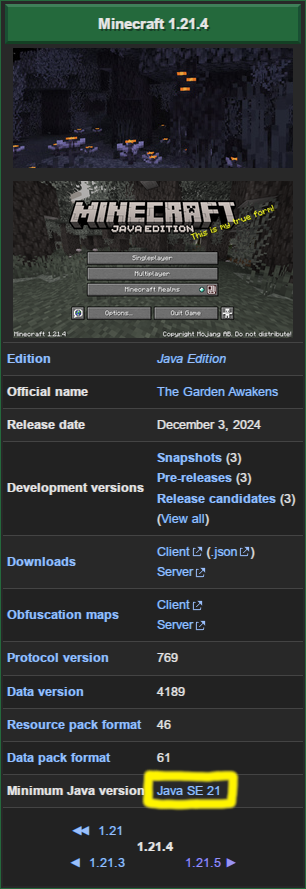 Minecraft 1.21.4
MINECRAFT
JAVA EDITION
This is my true form!
Singleplayer
Multiplayer
Minecraft Realms
Options...
Quit Game
Minecraft 1.21.4
Copyright Mojang AB. Do not distribute!
Edition
Java Edition
Official name
The Garden Awakens
Release date
December 3, 2024
Development versions
Snapshots (3)
Pre-releases (3)
Release candidates (3)
(View all)
Downloads
Client (.json)
Server
Obfuscation maps
Client
Server
Protocol version
769
Data version
4189
Resource pack format
46
Data pack format
61
Minimum Java version
Java SE 21
◄◄ 1.21
1.21.4
◄ 1.21.3
1.21.5 ►